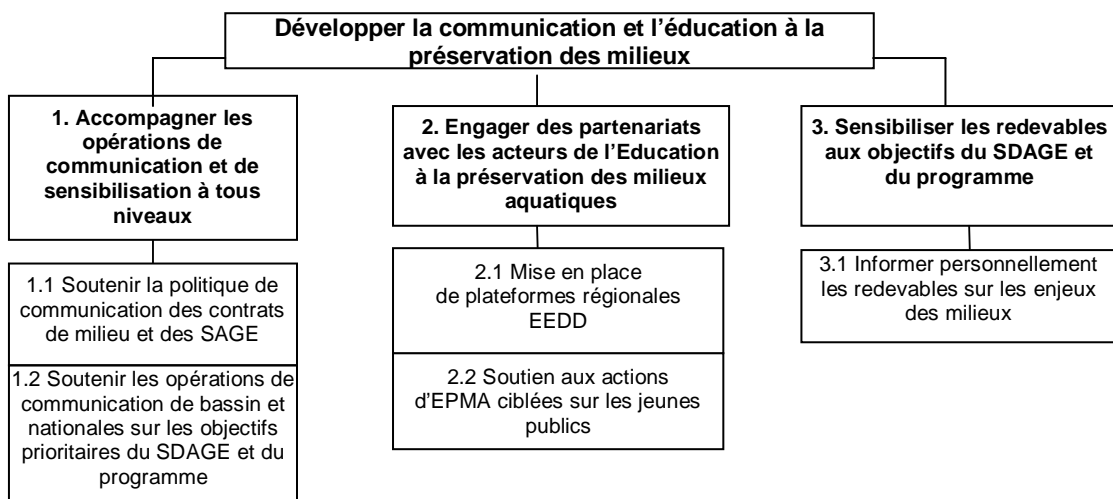 Développer la communication et l’éducation à la
préservation des milieux
1. Accompagner les
opérations de
communication et de
sensibilisation à tous
niveaux
1.1 Soutenir la politique de
communication des contrats
de milieu et des SAGE
1.2 Soutenir les opérations de
communication de bassin et
nationales sur les objectifs
prioritaires du SDAGE et du
programme
2. Engager des partenariats
avec les acteurs de l’Education
à la préservation des milieux
aquatiques
2.1 Mise en place
de plateformes régionales
EEDD
2.2 Soutien aux actions
d’EPMA ciblées sur les jeunes
publics
3. Sensibiliser les redevables
aux objectifs du SDAGE et
du programme
3.1 Informer personnellement
les redevables sur les enjeux
des milieux